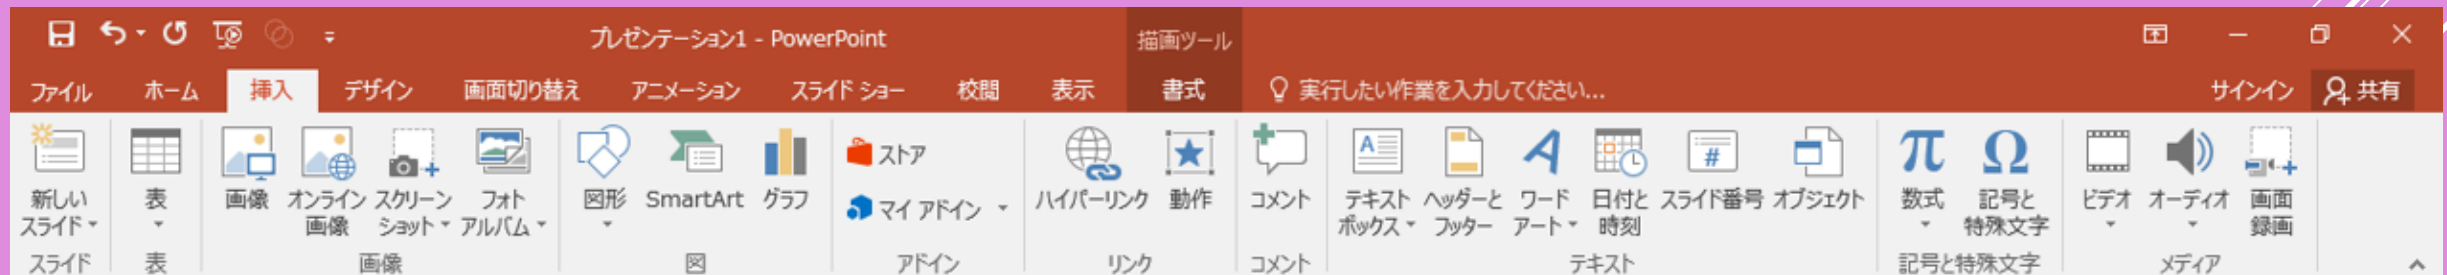 プレゼンテーション1 - PowerPoint
描画ツール
ファイル ホーム 挿入 デザイン 画面切り替え アニメーション スライド ショー 校閲 表示 書式 実行したい作業を入力してください... サインイン 共有
新しい
スライド
表
画像
オンライン
画像
スクリーン
ショット
フォト
アルバム
図形
SmartArt
グラフ
ストア
マイ アドイン
ハイパーリンク
動作
コメント
テキスト
ボックス
ヘッダーと
フッター
ワード
アート
日付と
時刻
スライド番号
オブジェクト
数式
記号と
特殊文字
ビデオ
オーディオ
画面
録画
スライド 表 画像 図 アドイン リンク コメント テキスト 記号と特殊文字 メディア